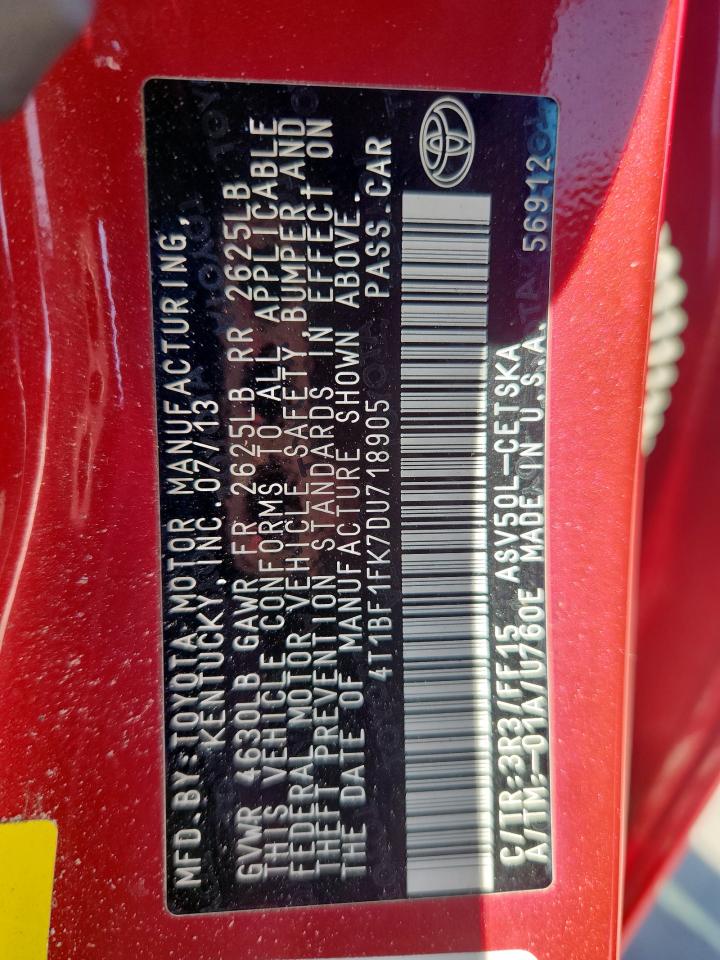 MFD.BY:TOYOTA MOTOR MANUFACTURING,
KENTUCKY,INC.07/13
GVWR 4630LB GAWR FR 2625LB RR 2625LB
THIS VEHICLE CONFORMS TO ALL APPLICABLE
FEDERAL MOTOR VEHICLE SAFETY,BUMPER AND
THEFT PREVENTION STANDARDS IN EFFECT ON
THE DATE OF MANUFACTURE SHOWN ABOVE.
4T1BF1FK7DU718905 PASS.CAR
C/TR:3R3/FF15 ASV50L-CETSKA
A/TM:-01A/U760E MADE IN U.S.A. 56912